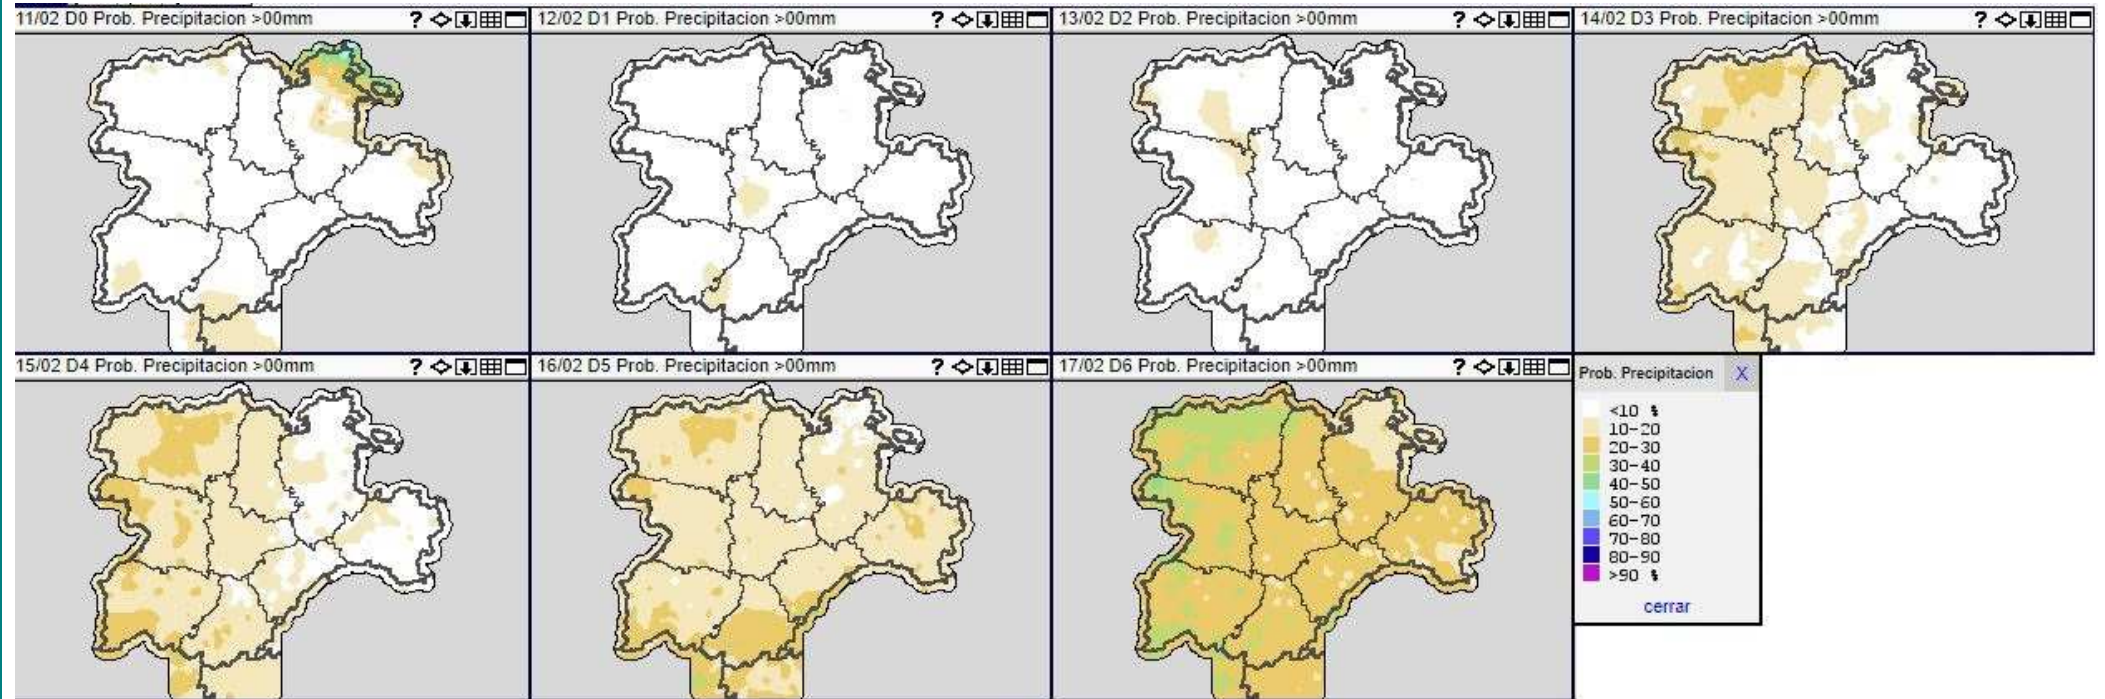 11/02 D0 Prob. Precipitacion >00mm ?
12/02 D1 Prob. Precipitacion >00mm ?
13/02 D2 Prob. Precipitacion >00mm ?
14/02 D3 Prob. Precipitacion >00mm ?
15/02 D4 Prob. Precipitacion >00mm ?
16/02 D5 Prob. Precipitacion >00mm ?
17/02 D6 Prob. Precipitacion >00mm ?
Prob. Precipitacion X
<10 %
10-20
20-30
30-40
40-50
50-60
60-70
70-80
80-90
>90 %
cerrar